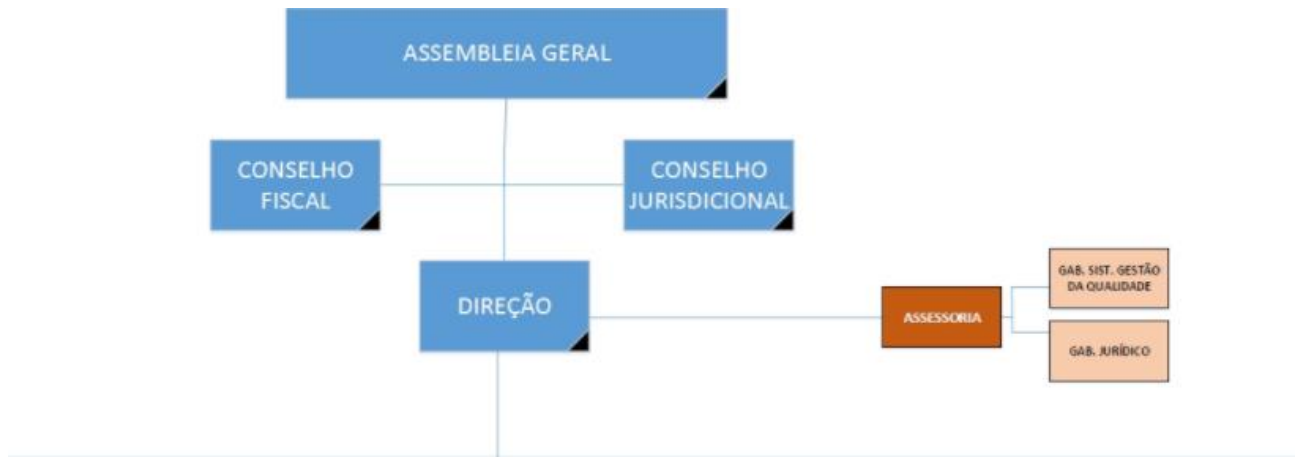 ASSEMBLEIA GERAL
CONSELHO
FISCAL
CONSELHO
JURISDICIONAL
DIREÇÃO
ASSESSORIA
GAB. SIST. GESTÃO
DA QUALIDADE
GAB. JURÍDICO